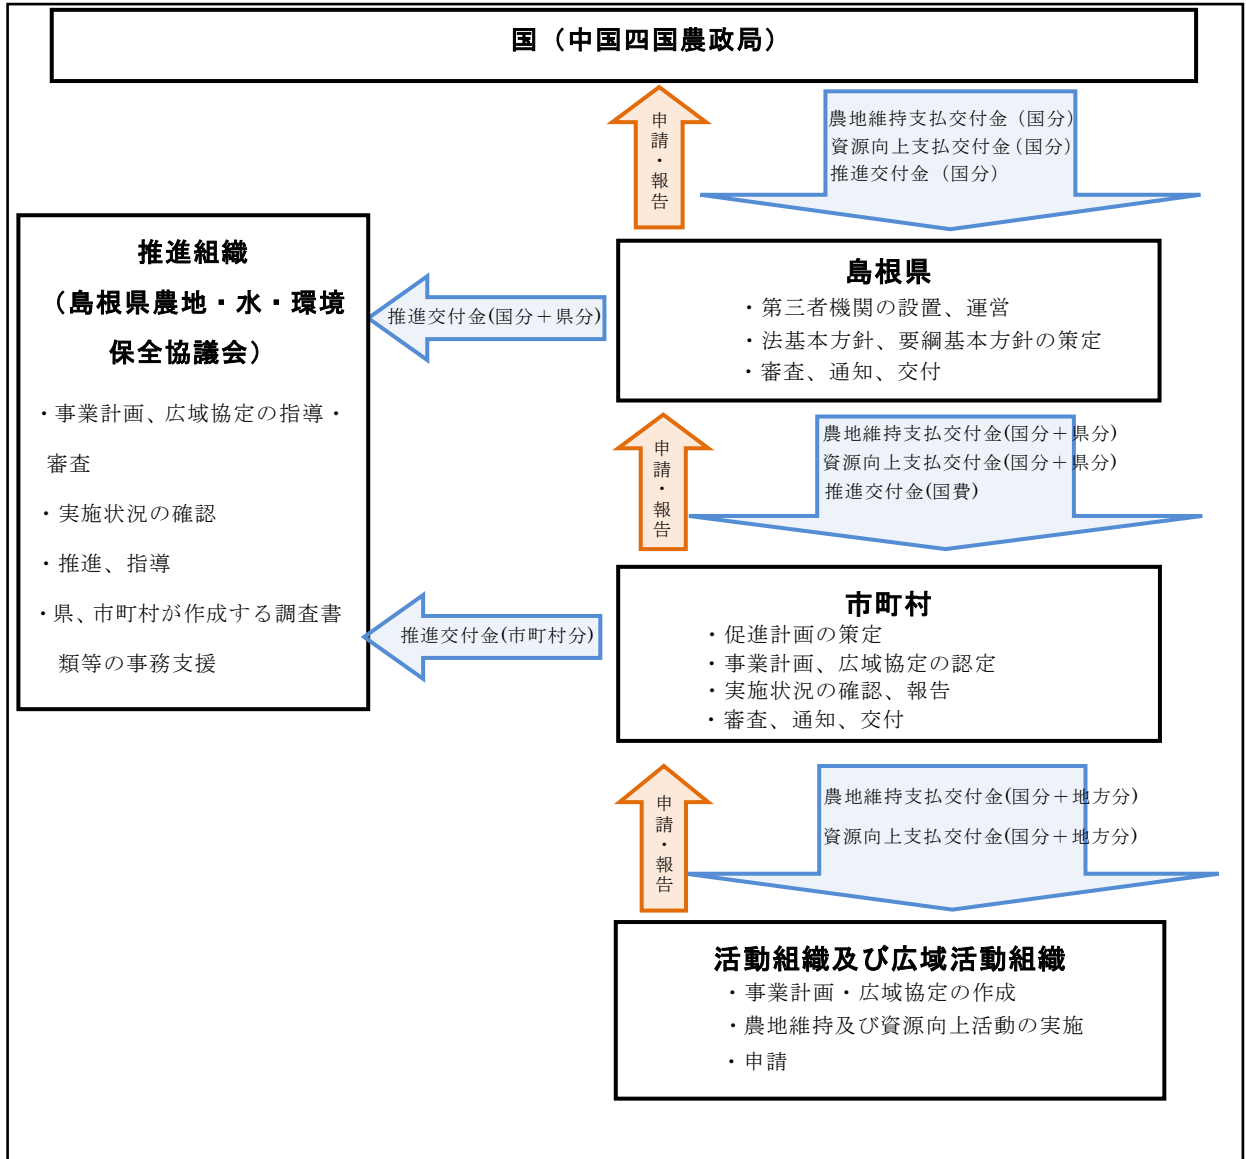 国（中国四国農政局）
申請・報告
農地維持支払交付金（国分）
資源向上支払交付金（国分）
推進交付金（国分）
推進組織
（島根県農地・水・環境
保全協議会）
・事業計画、広域協定の指導・
審査
・実施状況の確認
・推進、指導
・県、市町村が作成する調査書
類等の事務支援
推進交付金(国分＋県分)
島根県
・第三者機関の設置、運営
・法基本方針、要綱基本方針の策定
・審査、通知、交付
申請・報告
農地維持支払交付金(国分＋県分)
資源向上支払交付金(国分＋県分)
推進交付金(国費)
推進交付金(市町村分)
市町村
・促進計画の策定
・事業計画、広域協定の認定
・実施状況の確認、報告
・審査、通知、交付
申請・報告
農地維持支払交付金(国分＋地方分)
資源向上支払交付金(国分＋地方分)
活動組織及び広域活動組織
・事業計画・広域協定の作成
・農地維持及び資源向上活動の実施
・申請